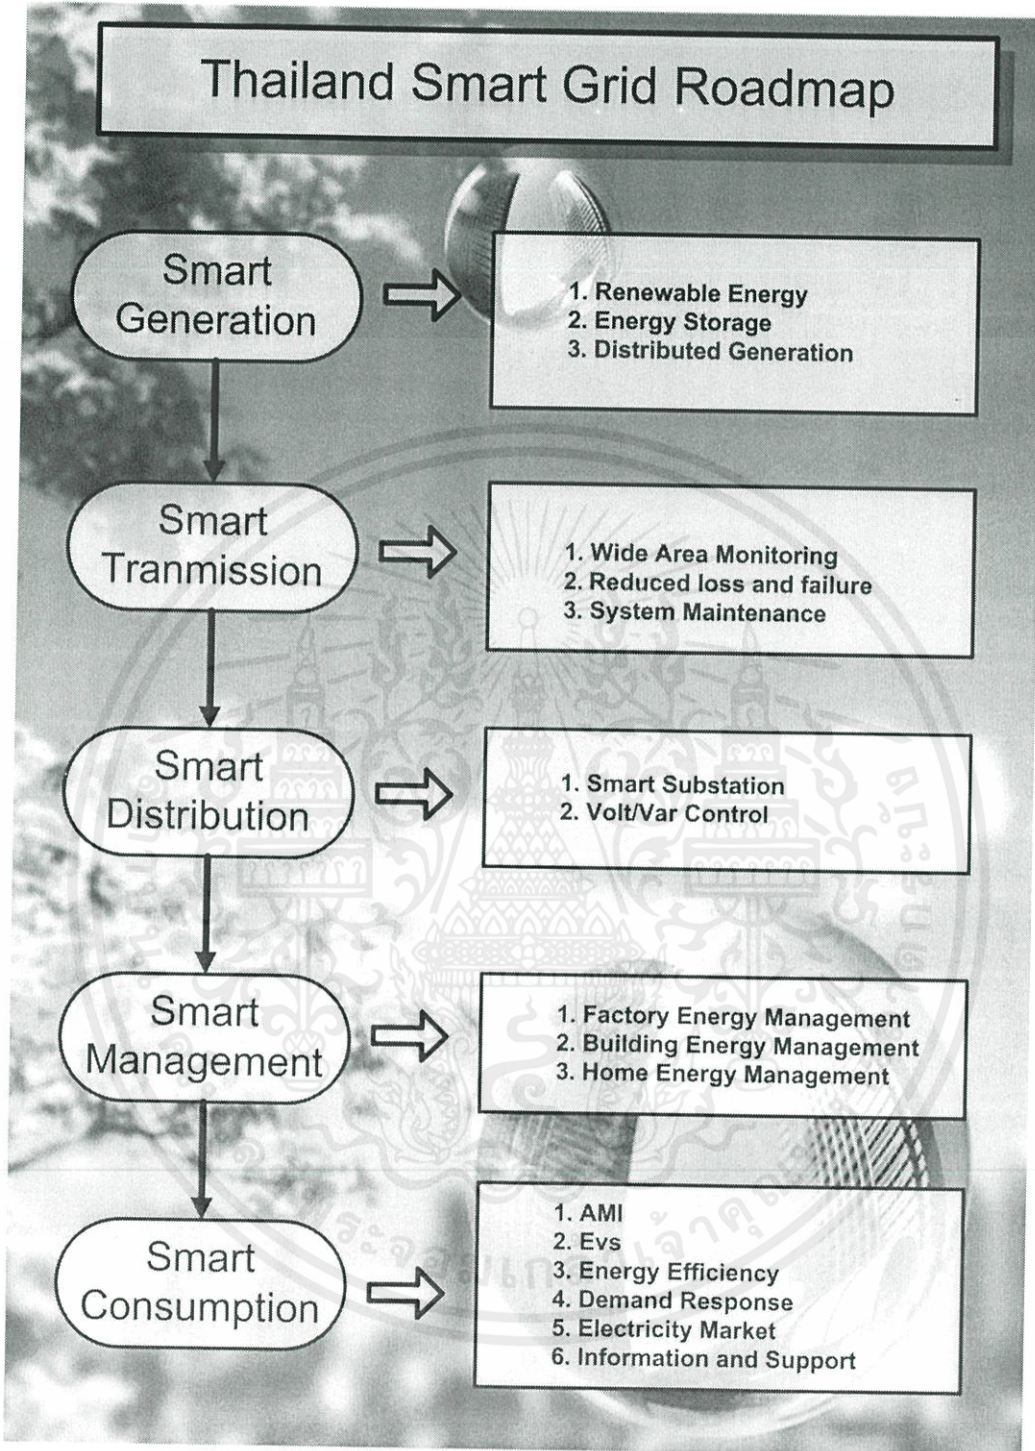 Thailand Smart Grid Roadmap
Smart
Generation
1. Renewable Energy
2. Energy Storage
3. Distributed Generation
Smart
Tranmission
1. Wide Area Monitoring
2. Reduced loss and failure
3. System Maintenance
Smart
Distribution
1. Smart Substation
2. Volt/Var Control
Smart
Management
1. Factory Energy Management
2. Building Energy Management
3. Home Energy Management
Smart
Consumption
1. AMI
2. Evs
3. Energy Efficiency
4. Demand Response
5. Electricity Market
6. Information and Support